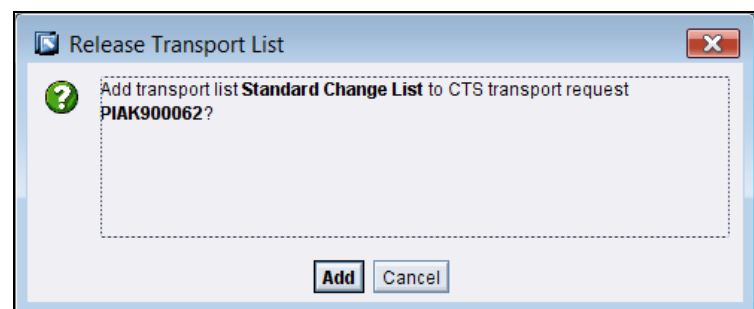 Release Transport List
Add transport list Standard Change List to CTS transport request
PIAK900062?
Add Cancel